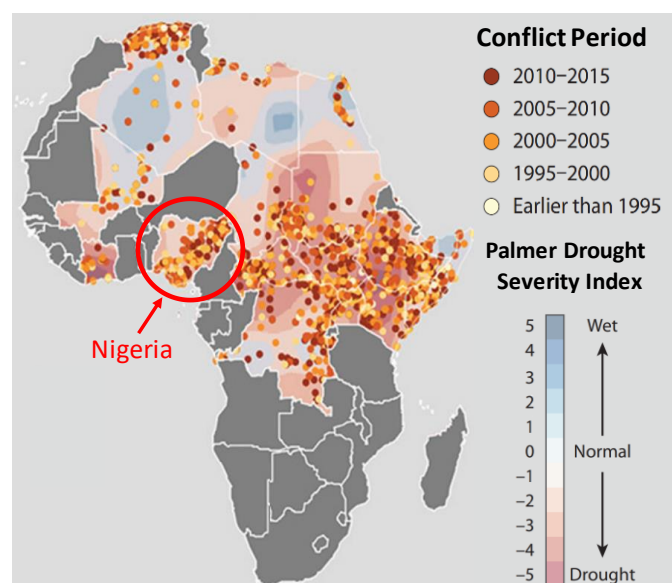 Conflict Period
2010–2015
2005–2010
2000–2005
1995–2000
Earlier than 1995
Palmer Drought
Severity Index
5 Wet
4
3
2
1
0 Normal
−1
−2
−3
−4
−5 Drought
Nigeria